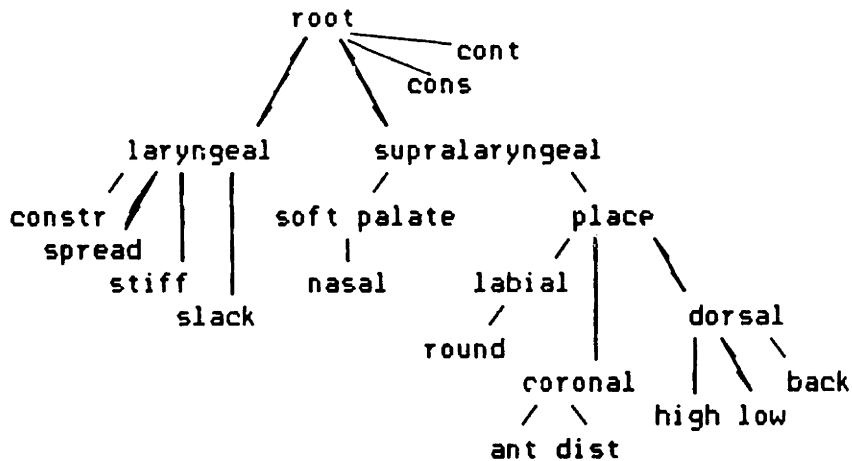 root
cont
cons
laryngeal supralaryngeal
constr soft palate place
spread
stiff nasal labial
slack dorsal
round
coronal back
high low
ant dist